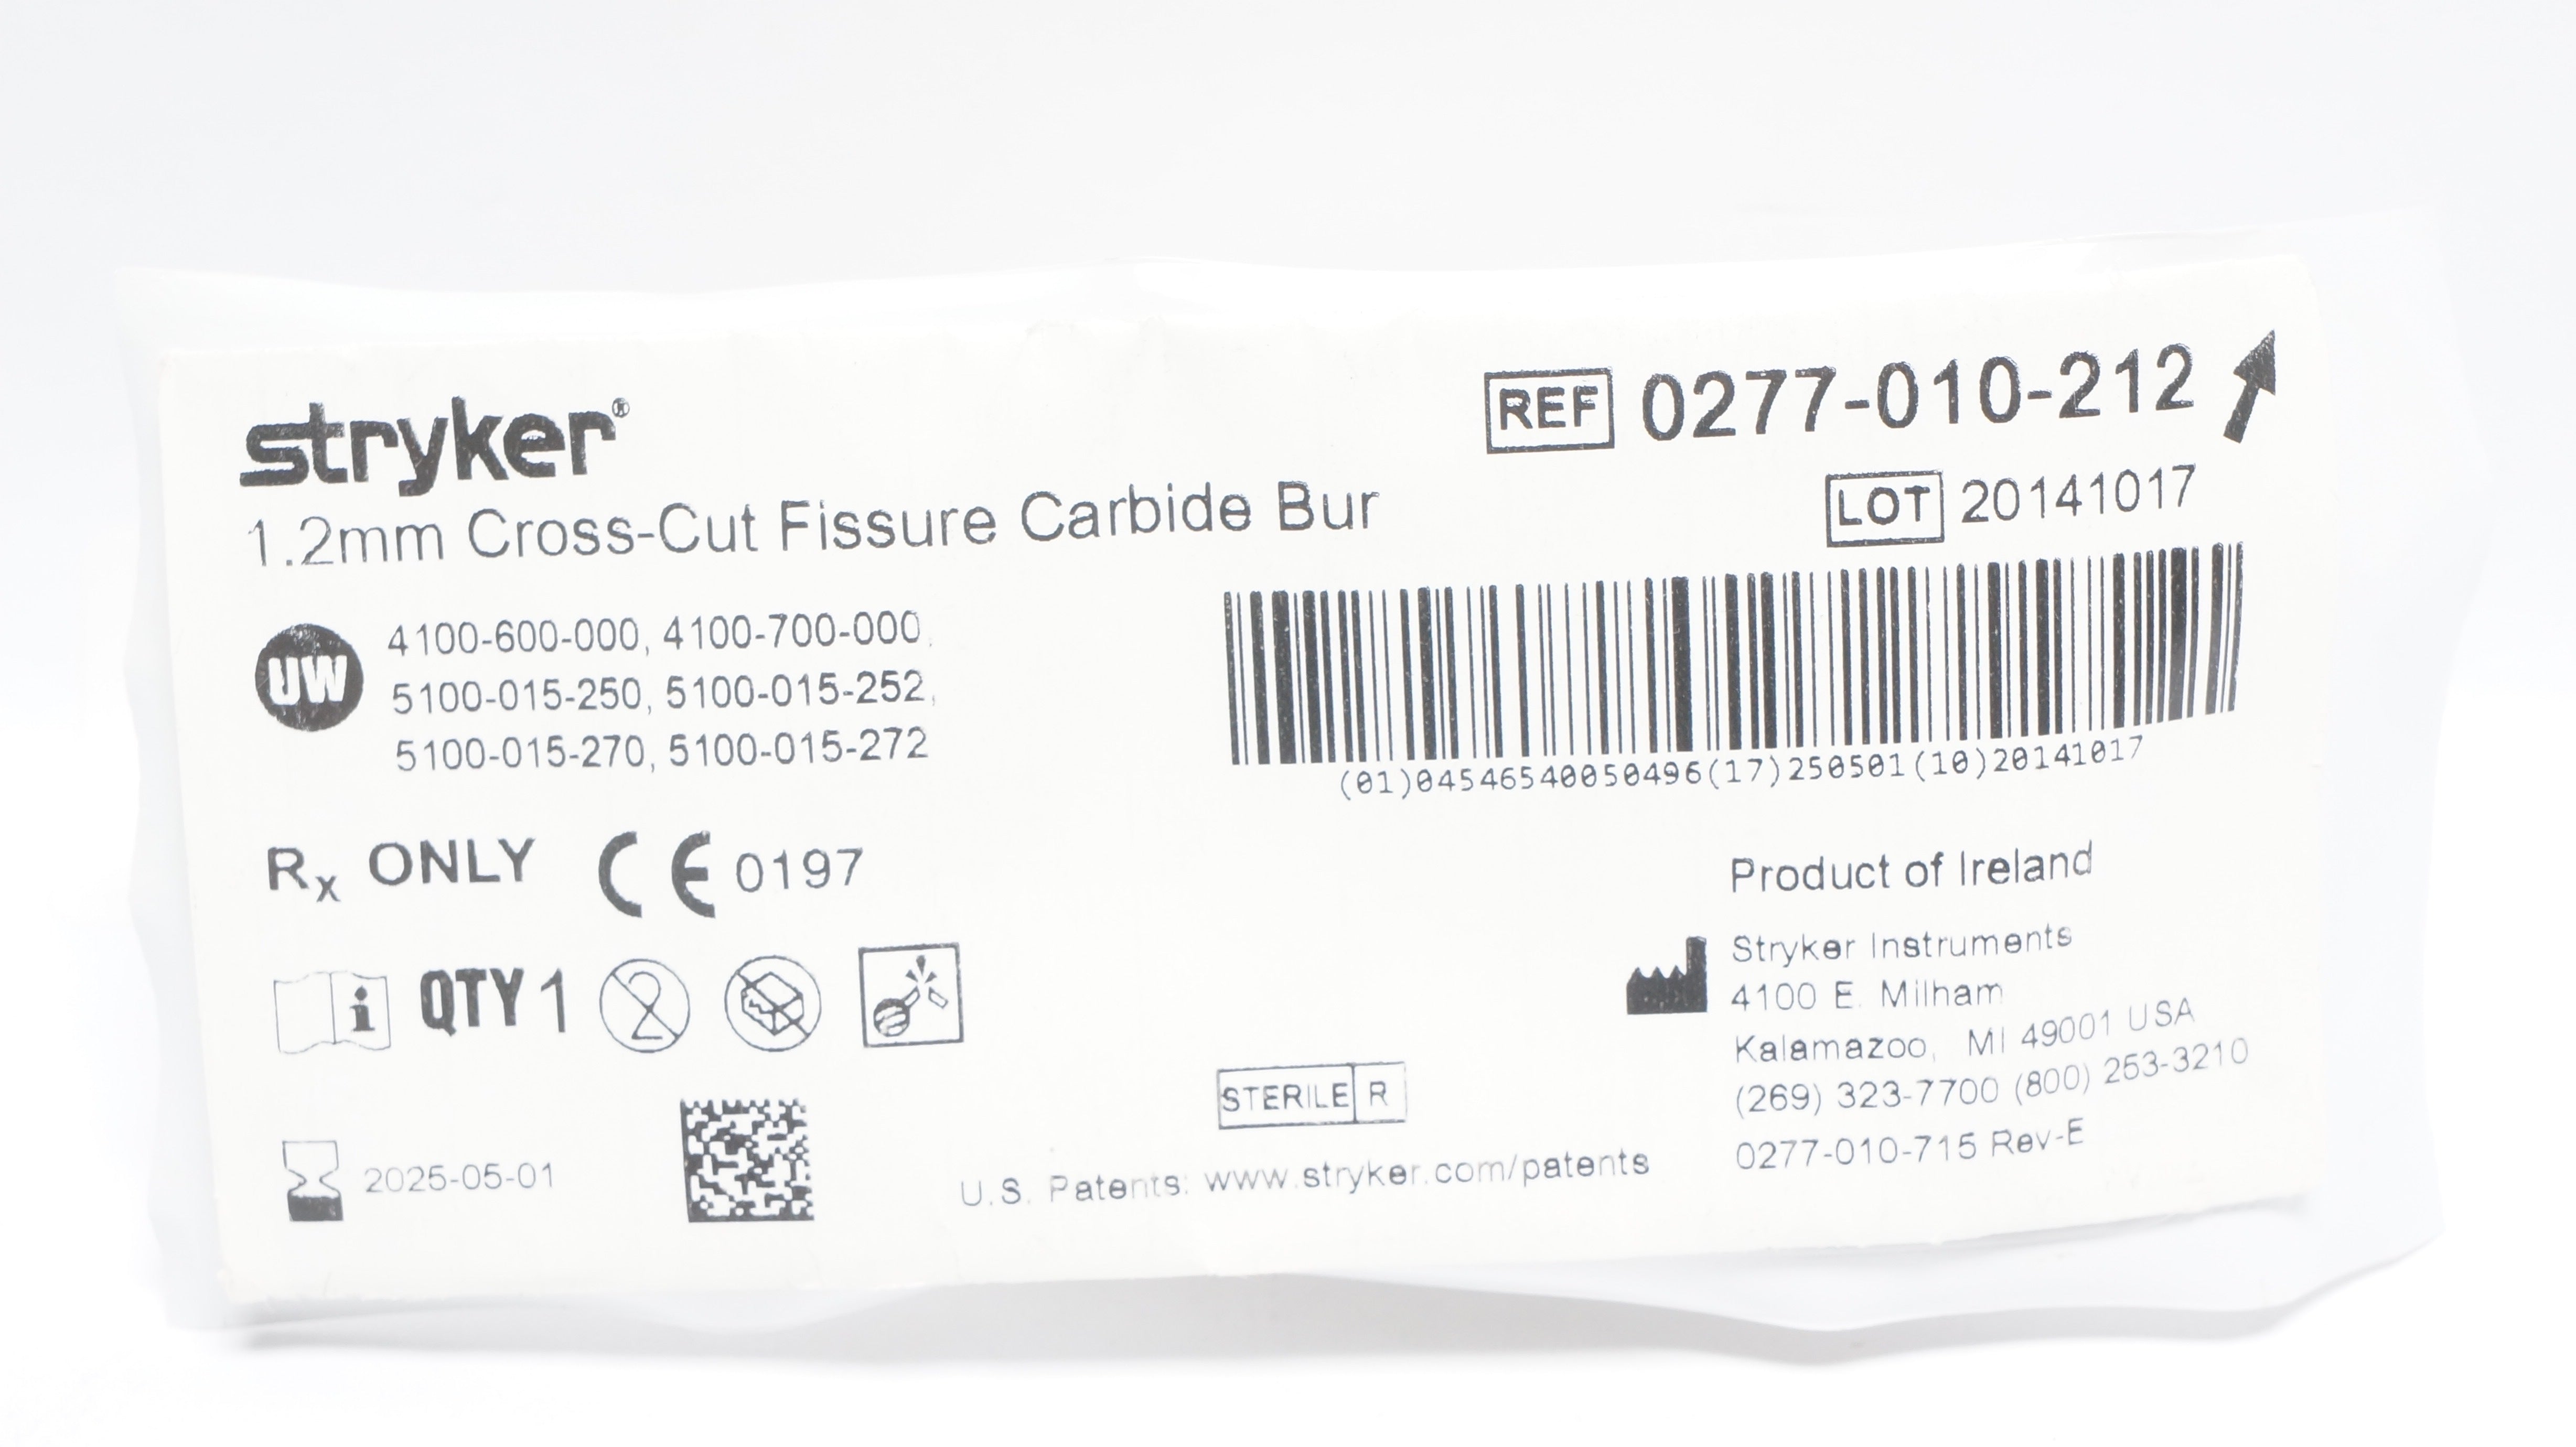 stryker®
1.2mm Cross-Cut Fissure Carbide Bur
REF 0277-010-212
LOT 20141017
UW
4100-600-000, 4100-700-000,
5100-015-250, 5100-015-252,
5100-015-270, 5100-015-272
(01)04546540050496(17)250501(10)20141017
Rx ONLY CE 0197
i QTY 1 2
2025-05-01
STERILE R
U.S. Patents: www.stryker.com/patents
Product of Ireland
Stryker Instruments
4100 E. Milham
Kalamazoo, MI 49001 USA
(269) 323-7700 (800) 253-3210
0277-010-715 Rev-E